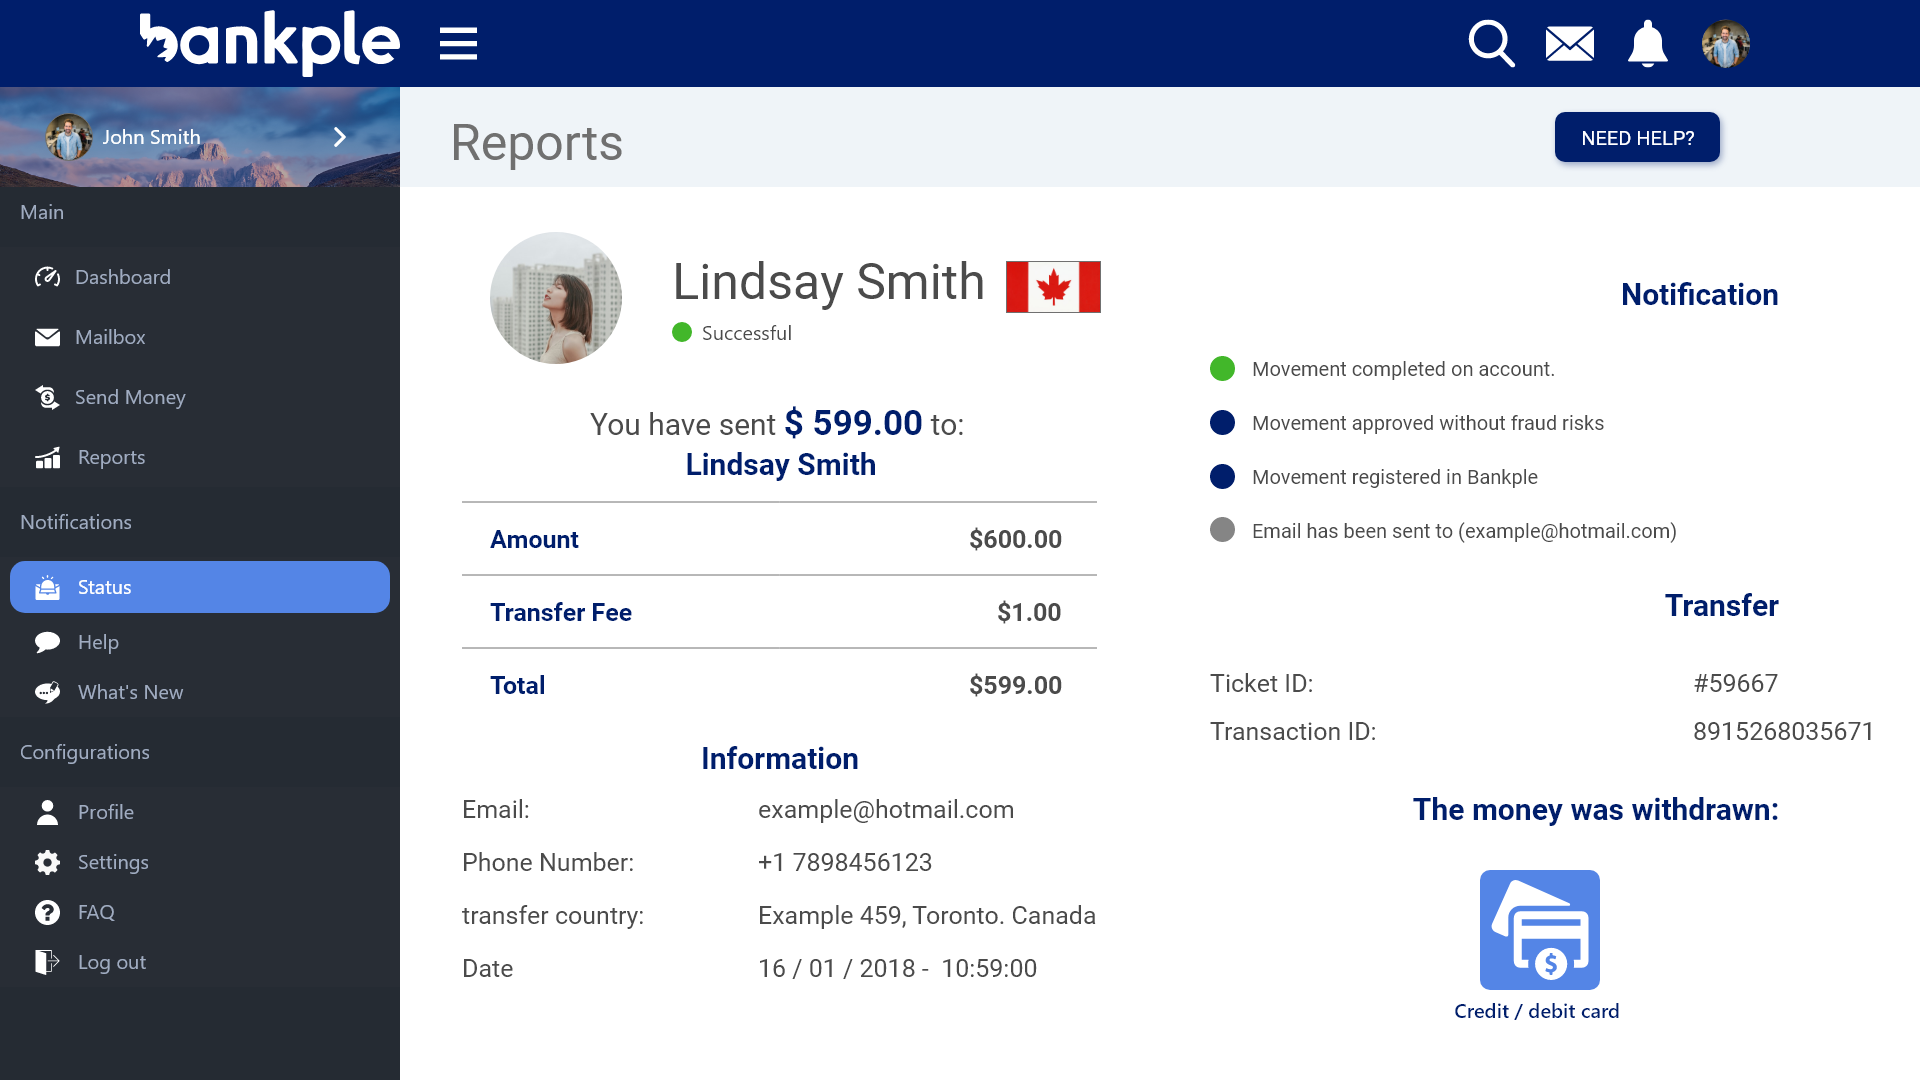 bankple
John Smith
Main
Dashboard
Mailbox
Send Money
Reports
Notifications
Status
Help
What's New
Configurations
Profile
Settings
FAQ
Log out
Reports
NEED HELP?
Lindsay Smith
Successful
You have sent $ 599.00 to:
Lindsay Smith
Amount $600.00
Transfer Fee $1.00
Total $599.00
Information
Email: example@hotmail.com
Phone Number: +1 7898456123
transfer country: Example 459, Toronto. Canada
Date 16 / 01 / 2018 - 10:59:00
Notification
Movement completed on account.
Movement approved without fraud risks
Movement registered in Bankple
Email has been sent to (example@hotmail.com)
Transfer
Ticket ID: #59667
Transaction ID: 8915268035671
The money was withdrawn:
$
Credit / debit card